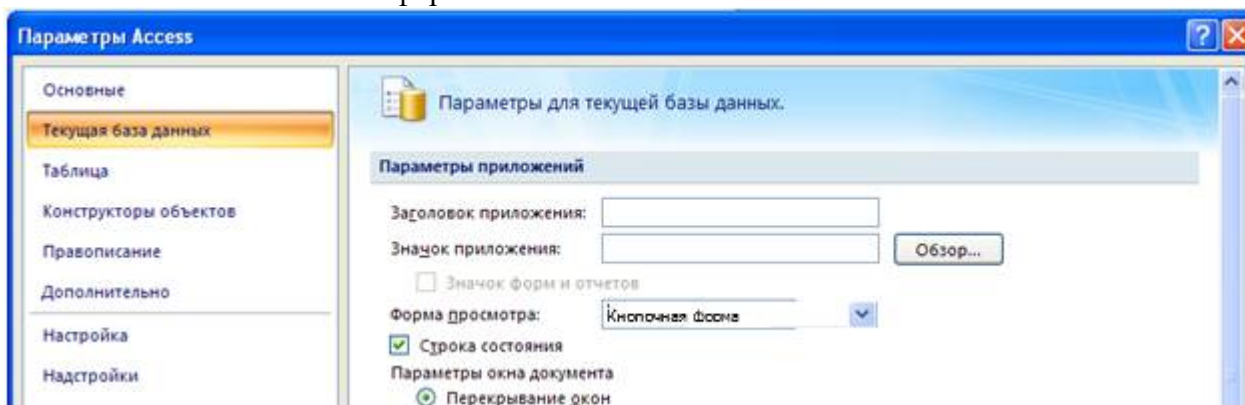 Параметры Access
Основные
Текущая база данных
Таблица
Конструкторы объектов
Правописание
Дополнительно
Настройка
Надстройки
Параметры для текущей базы данных.
Параметры приложений
Заголовок приложения:
Значок приложения:
Обзор...
Значок форм и отчетов
Форма просмотра:
Кнопочная форма
Строка состояния
Параметры окна документа
Перекрывание окон